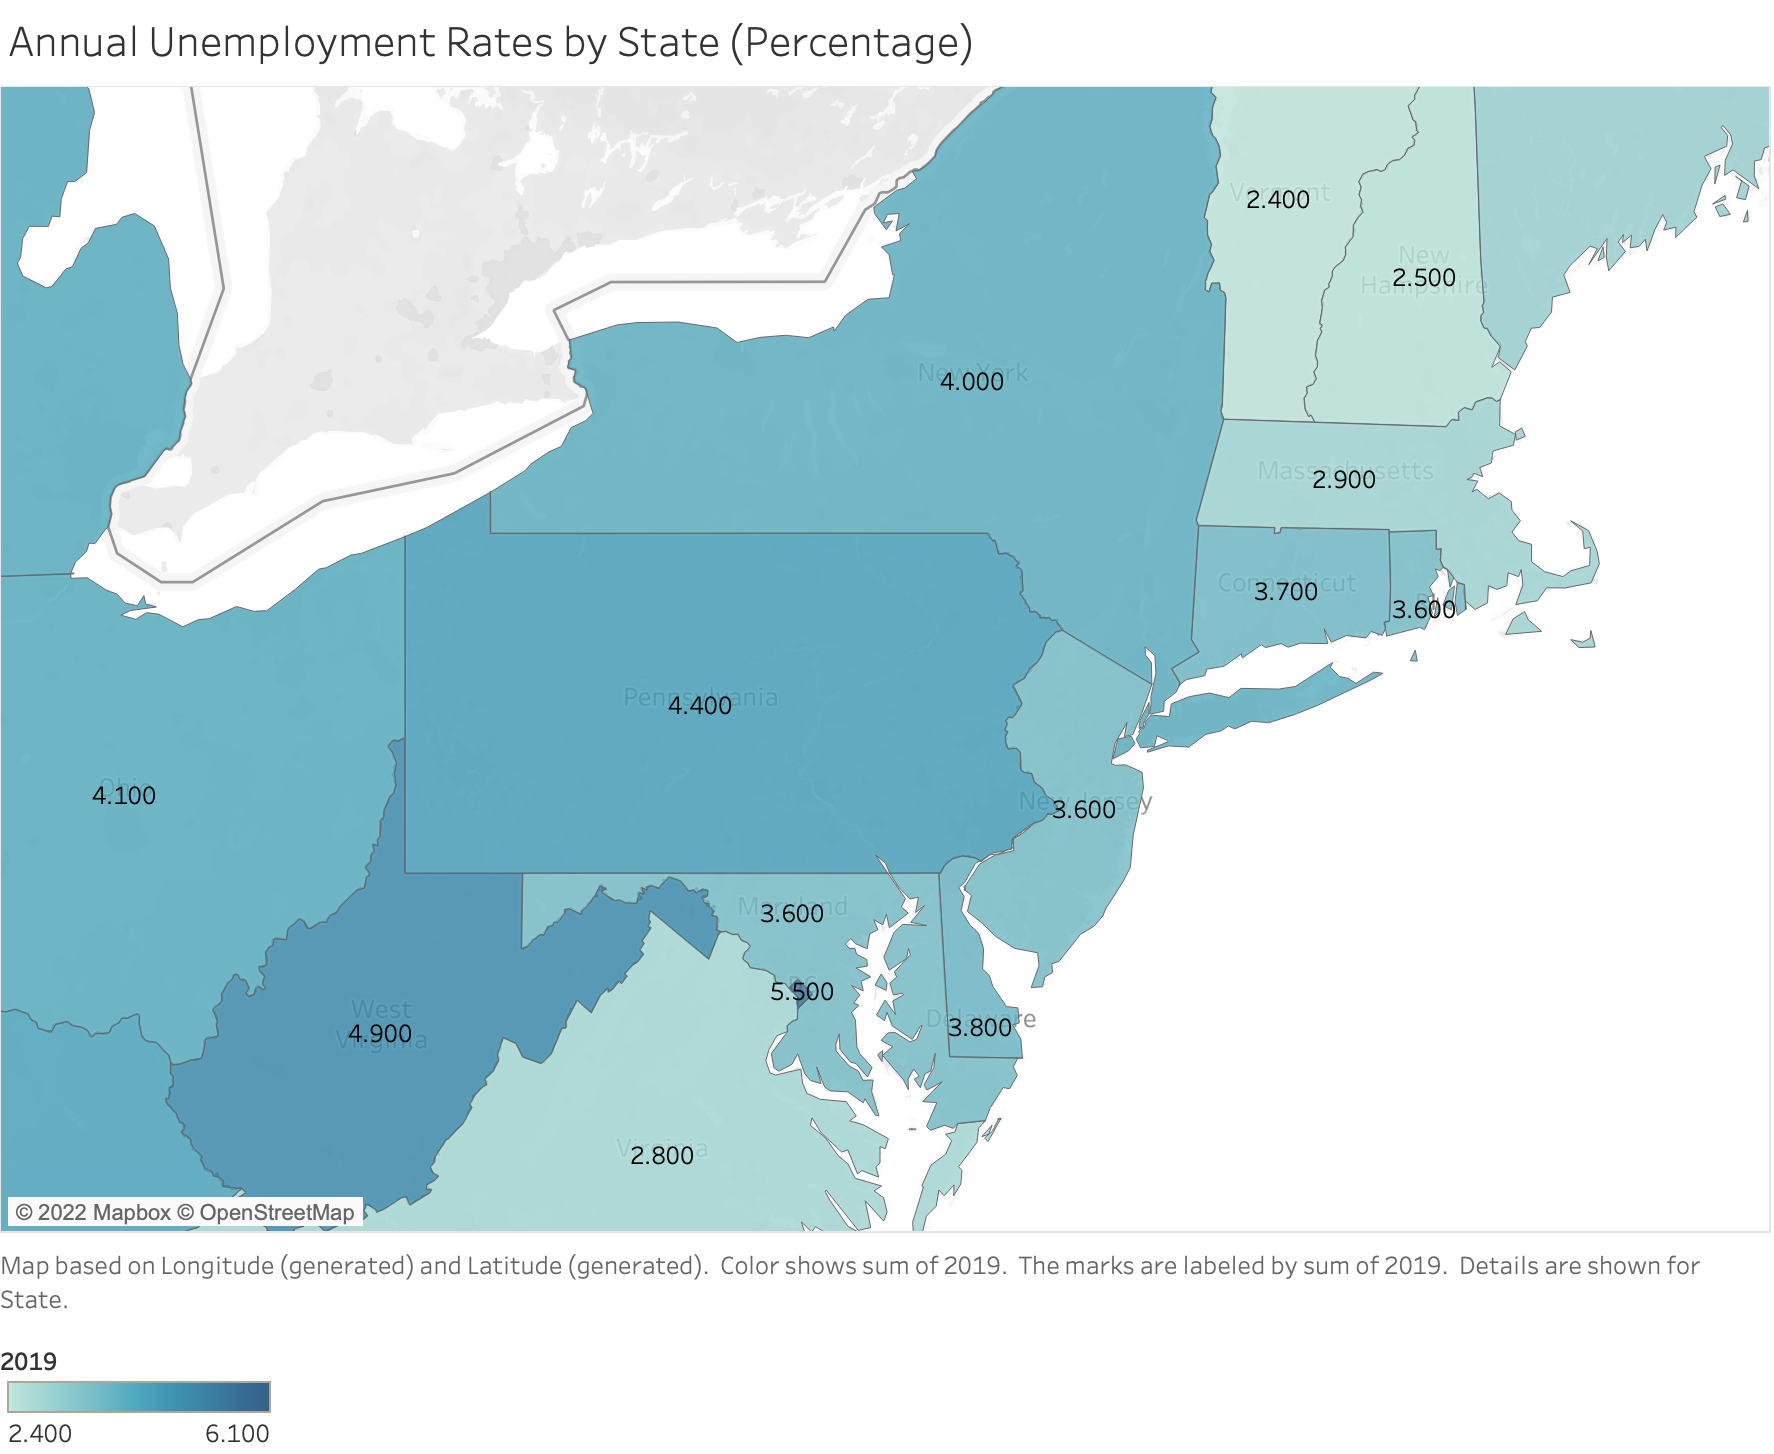 Annual Unemployment Rates by State (Percentage)
Vermont
2.400
New
Hampshire
2.500
New York
4.000
Massachusetts
2.900
Connecticut
3.700
3.600
Pennsylvania
4.400
Ohio
4.100
New Jersey
3.600
Maryland
3.600
5.500
West
Virginia
4.900
Delaware
3.800
Virginia
2.800
© 2022 Mapbox © OpenStreetMap
Map based on Longitude (generated) and Latitude (generated). Color shows sum of 2019. The marks are labeled by sum of 2019. Details are shown for
State.
2019
2.400 6.100